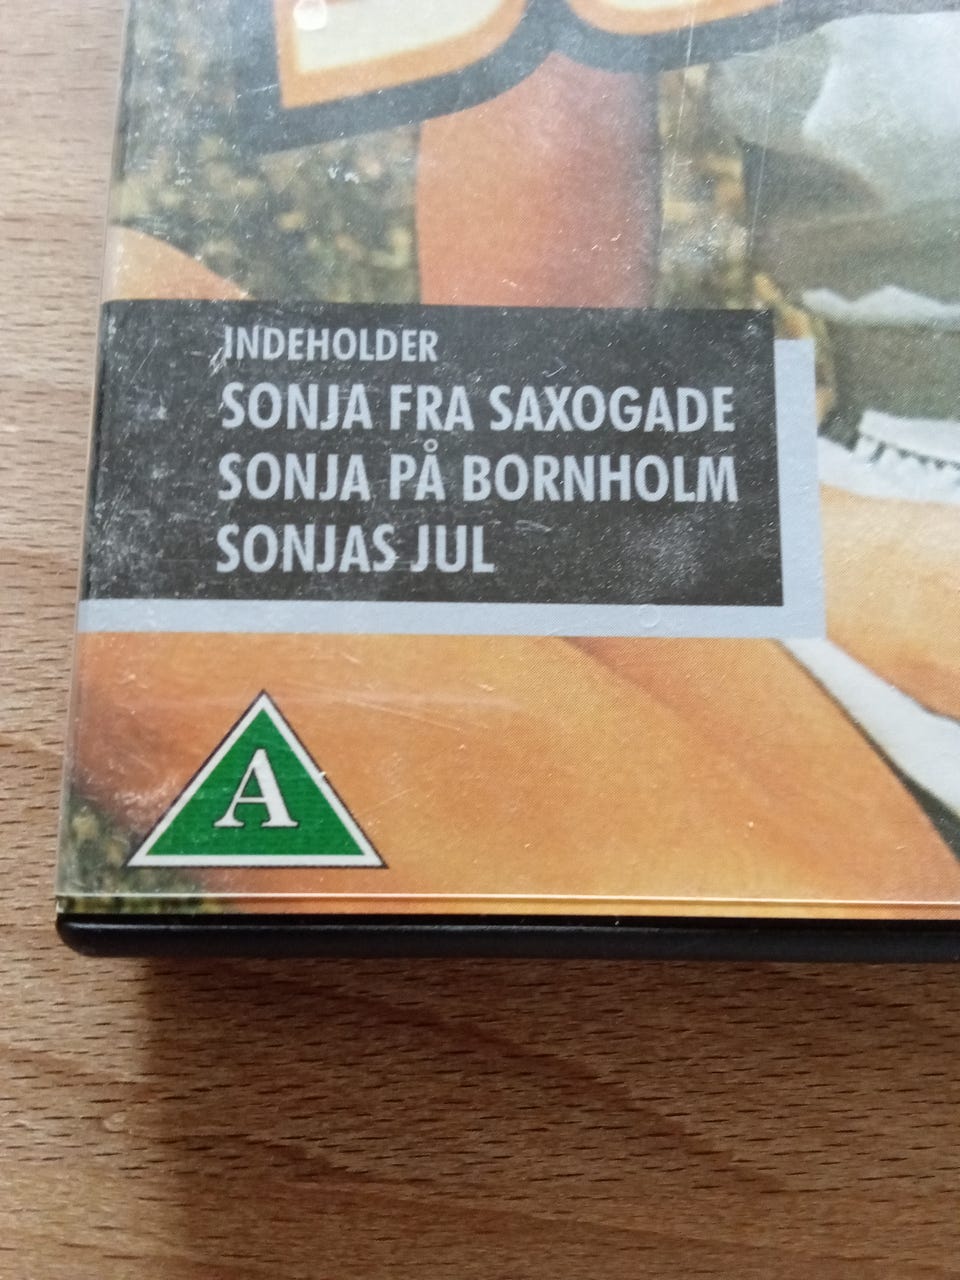 INDEHOLDER
SONJA FRA SAXOGADE
SONJA PÅ BORNHOLM
SONJAS JUL
A